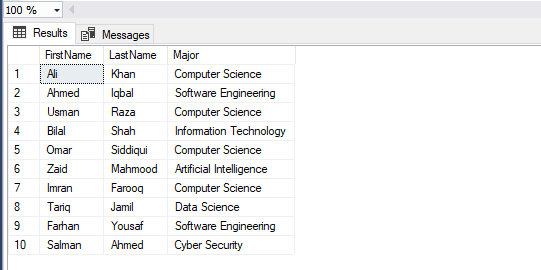 100 %
Results Messages
FirstName LastName Major
1 Ali Khan Computer Science
2 Ahmed Iqbal Software Engineering
3 Usman Raza Computer Science
4 Bilal Shah Information Technology
5 Omar Siddiqui Computer Science
6 Zaid Mahmood Artificial Intelligence
7 Imran Farooq Computer Science
8 Tariq Jamil Data Science
9 Farhan Yousaf Software Engineering
10 Salman Ahmed Cyber Security